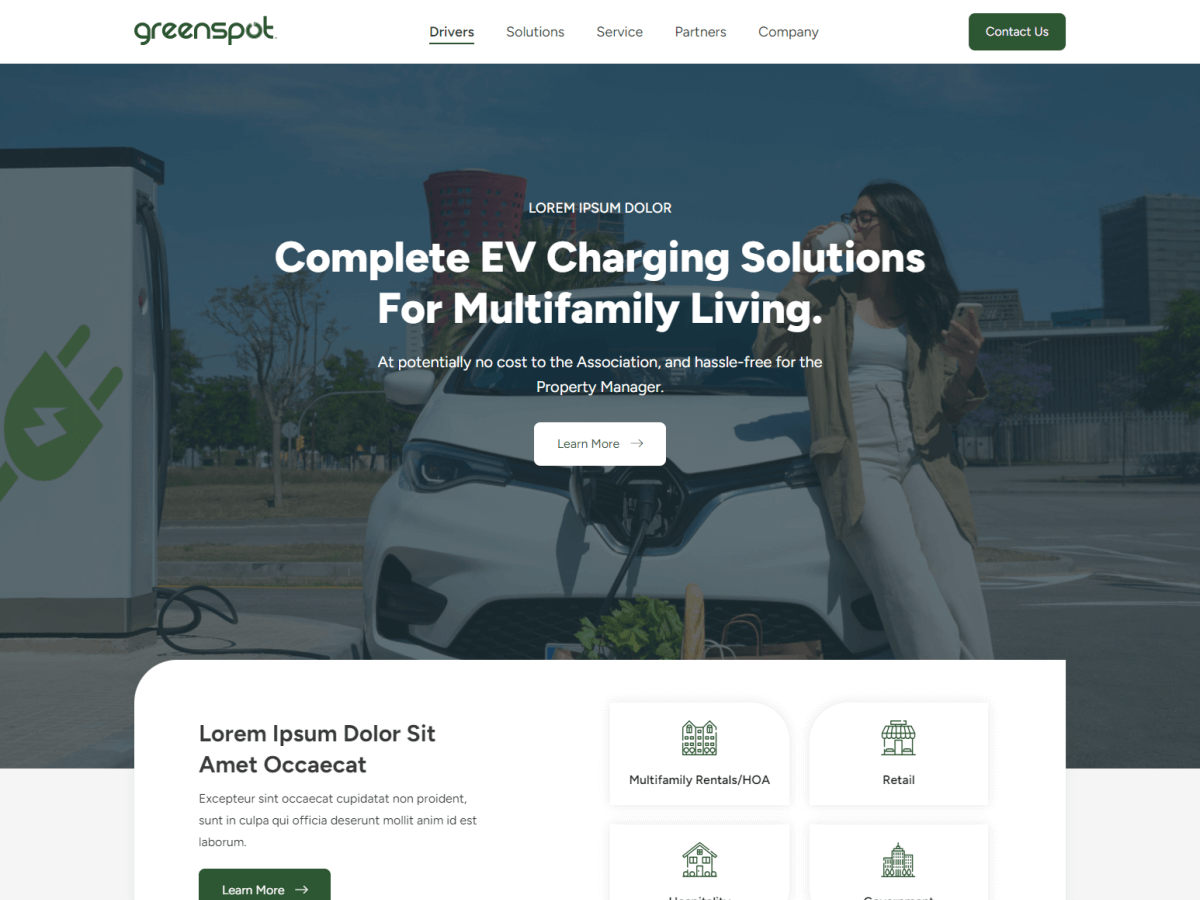 greenspot
Drivers
Solutions
Service
Partners
Company
Contact Us
LOREM IPSUM DOLOR
Complete EV Charging Solutions
For Multifamily Living.
At potentially no cost to the Association, and hassle-free for the
Property Manager.
Learn More
Lorem Ipsum Dolor Sit
Amet Occaecat
Excepteur sint occaecat cupidatat non proident,
sunt in culpa qui officia deserunt mollit anim id est
laborum.
Learn More
Multifamily Rentals/HOA
Retail
Hospitality
Government